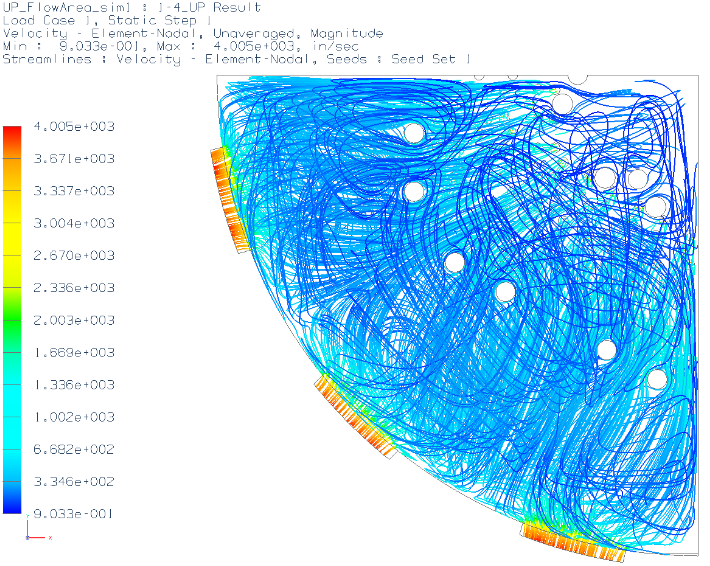 UP_FlowArea_sim1 : 1-4_UP Result
Load Case 1, Static Step 1
Velocity - Element-Nodal, Unaveraged, Magnitude
Min : 9.033e-001, Max : 4.005e+003, in/sec
Streamlines : Velocity - Element-Nodal, Seeds : Seed Set 1
4.005e+003
3.671e+003
3.337e+003
3.004e+003
2.670e+003
2.336e+003
2.003e+003
1.669e+003
1.336e+003
1.002e+003
6.682e+002
3.346e+002
9.033e-001
Y
X